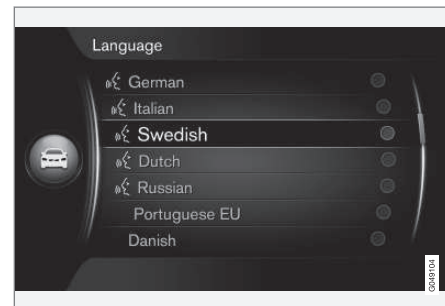 Language
German
Italian
Swedish
Dutch
Russian
Portuguese EU
Danish
G049104